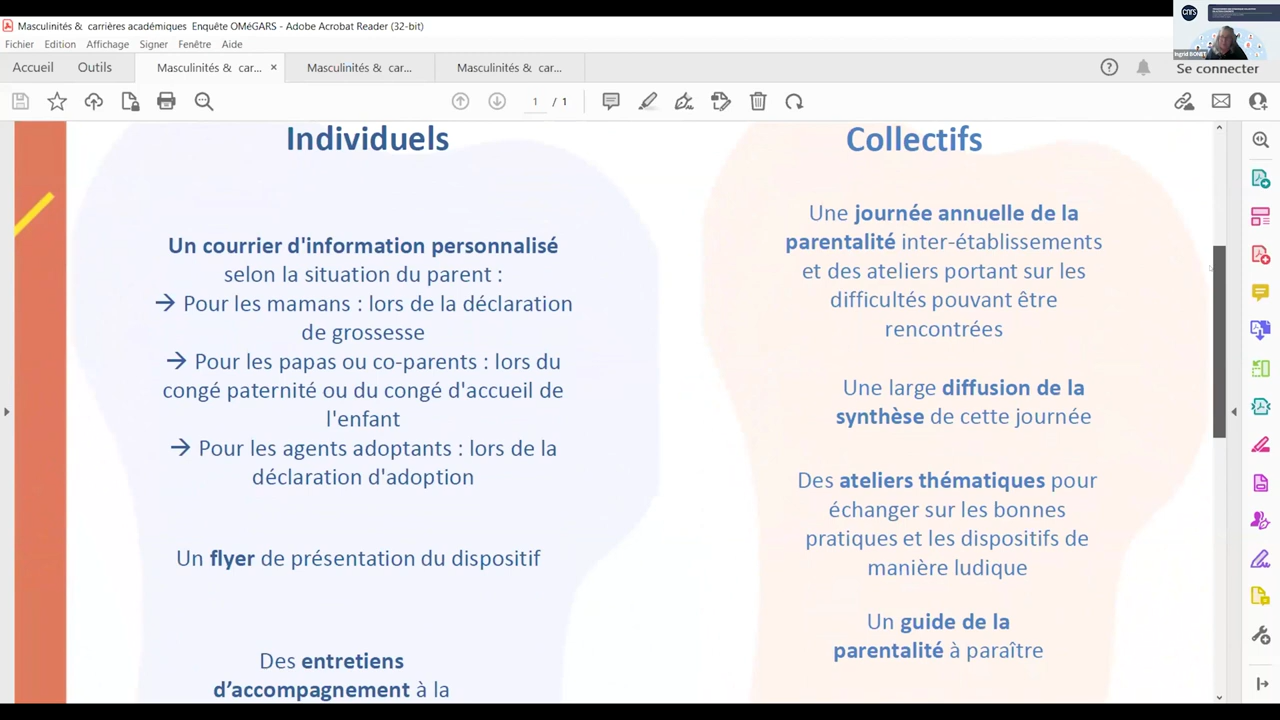 Masculinités & carrières académiques Enquête OMéGARS - Adobe Acrobat Reader (32-bit)
Fichier Edition Affichage Signer Fenêtre Aide
Accueil Outils Masculinités & car... × Masculinités & car... Masculinités & car... Se connecter
1 / 1
cnrs
Ingrid BONET
Individuels
Un courrier d'information personnalisé
selon la situation du parent :
→ Pour les mamans : lors de la déclaration
de grossesse
→ Pour les papas ou co-parents : lors du
congé paternité ou du congé d'accueil de
l'enfant
→ Pour les agents adoptants : lors de la
déclaration d'adoption
Un flyer de présentation du dispositif
Des entretiens
d’accompagnement à la
Collectifs
Une journée annuelle de la
parentalité inter-établissements
et des ateliers portant sur les
difficultés pouvant être
rencontrées
Une large diffusion de la
synthèse de cette journée
Des ateliers thématiques pour
échanger sur les bonnes
pratiques et les dispositifs de
manière ludique
Un guide de la
parentalité à paraître